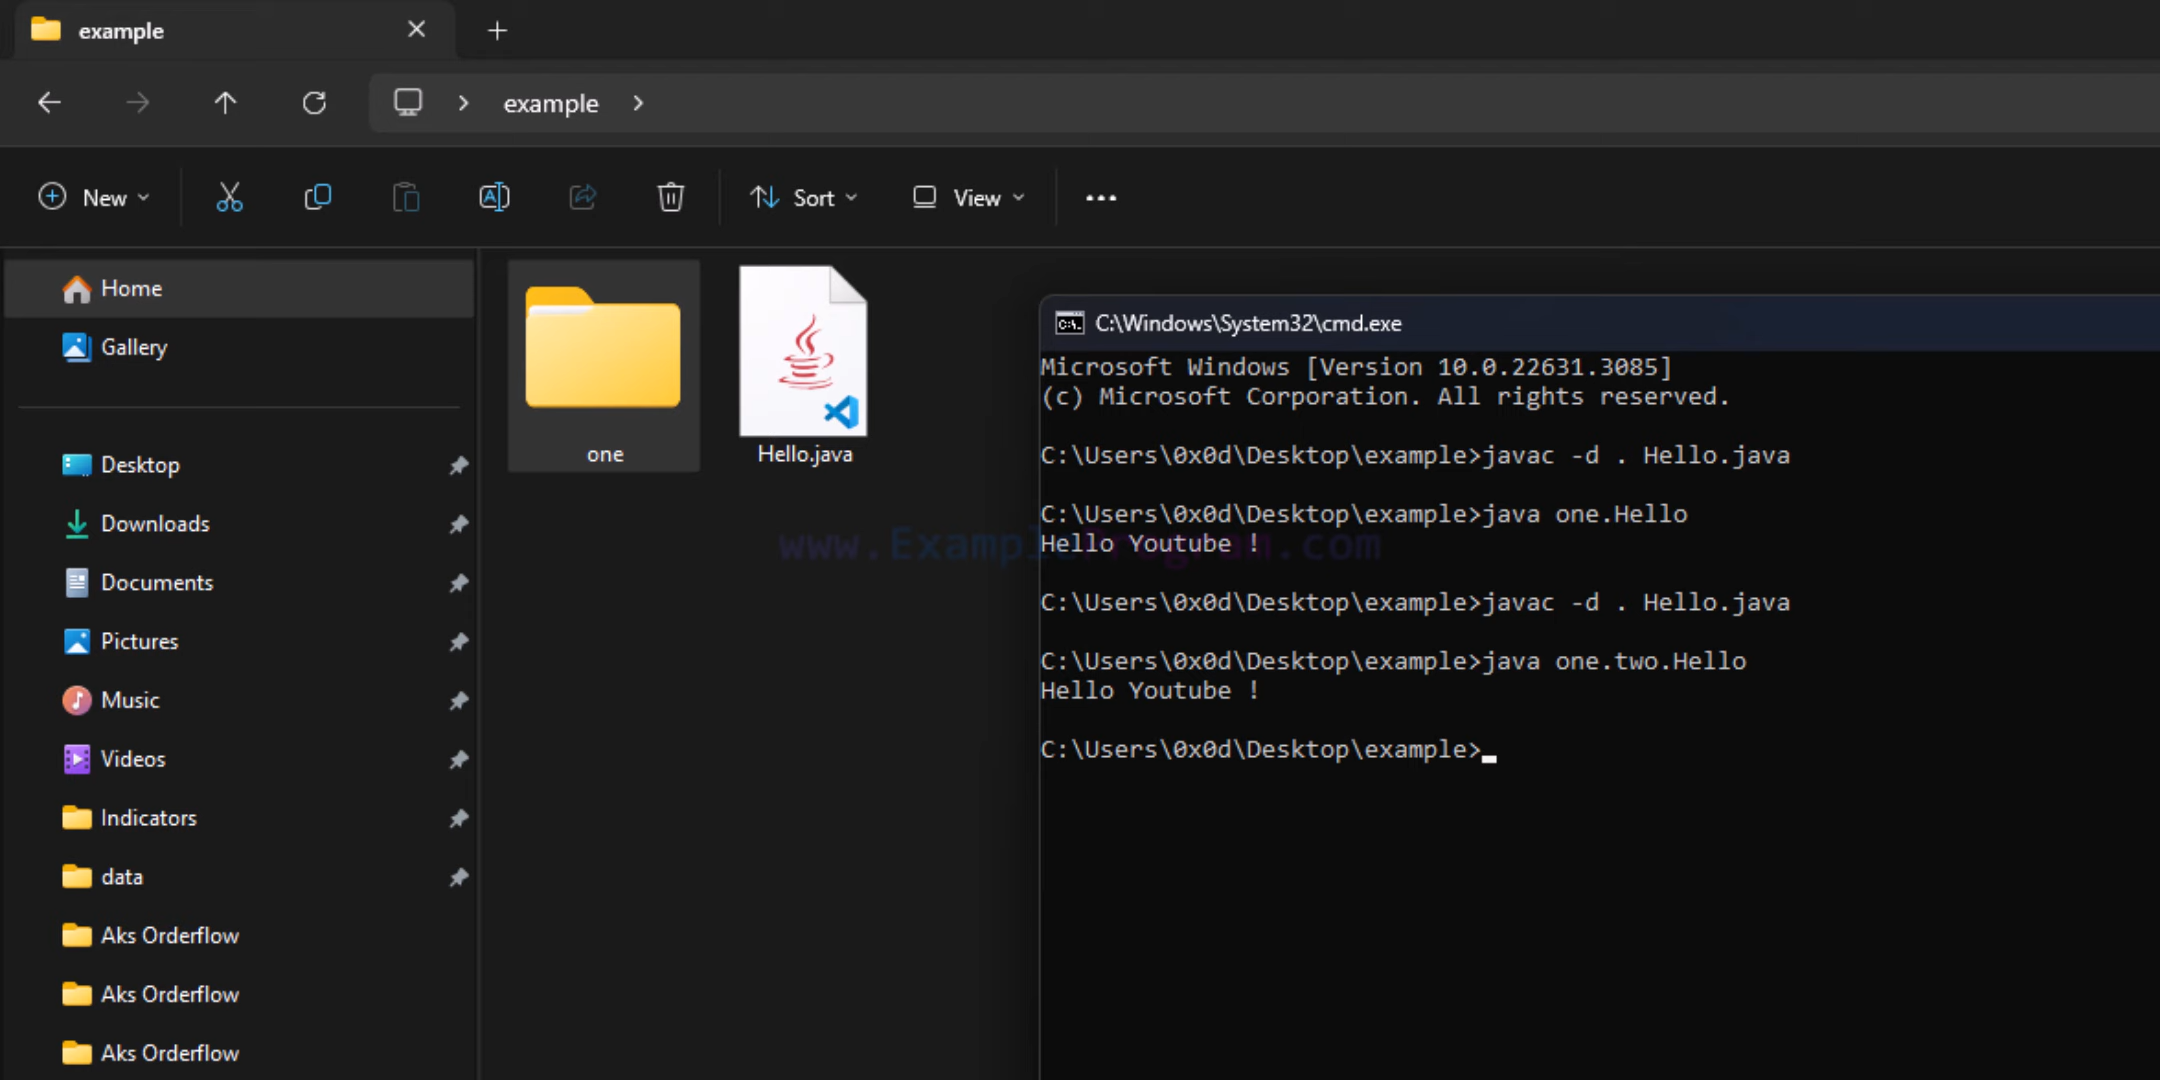 example
example
New
Sort
View
Home
Gallery
Desktop
Downloads
Documents
Pictures
Music
Videos
Indicators
data
Aks Orderflow
Aks Orderflow
Aks Orderflow
one
Hello.java
www.ExampleProgram.com
C:\Windows\System32\cmd.exe
Microsoft Windows [Version 10.0.22631.3085]
(c) Microsoft Corporation. All rights reserved.
C:\Users\0x0d\Desktop\example>javac -d . Hello.java
C:\Users\0x0d\Desktop\example>java one.Hello
Hello Youtube !
C:\Users\0x0d\Desktop\example>javac -d . Hello.java
C:\Users\0x0d\Desktop\example>java one.two.Hello
Hello Youtube !
C:\Users\0x0d\Desktop\example>